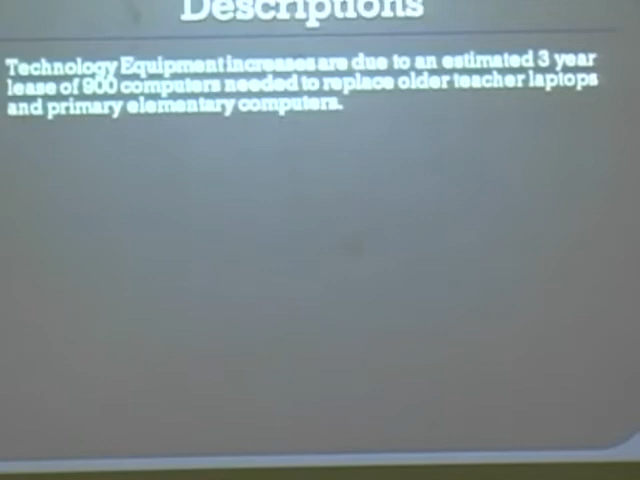 Descriptions
Technology Equipment increases are due to an estimated 3 year
lease of 900 computers needed to replace older teacher laptops
and primary elementary computers.